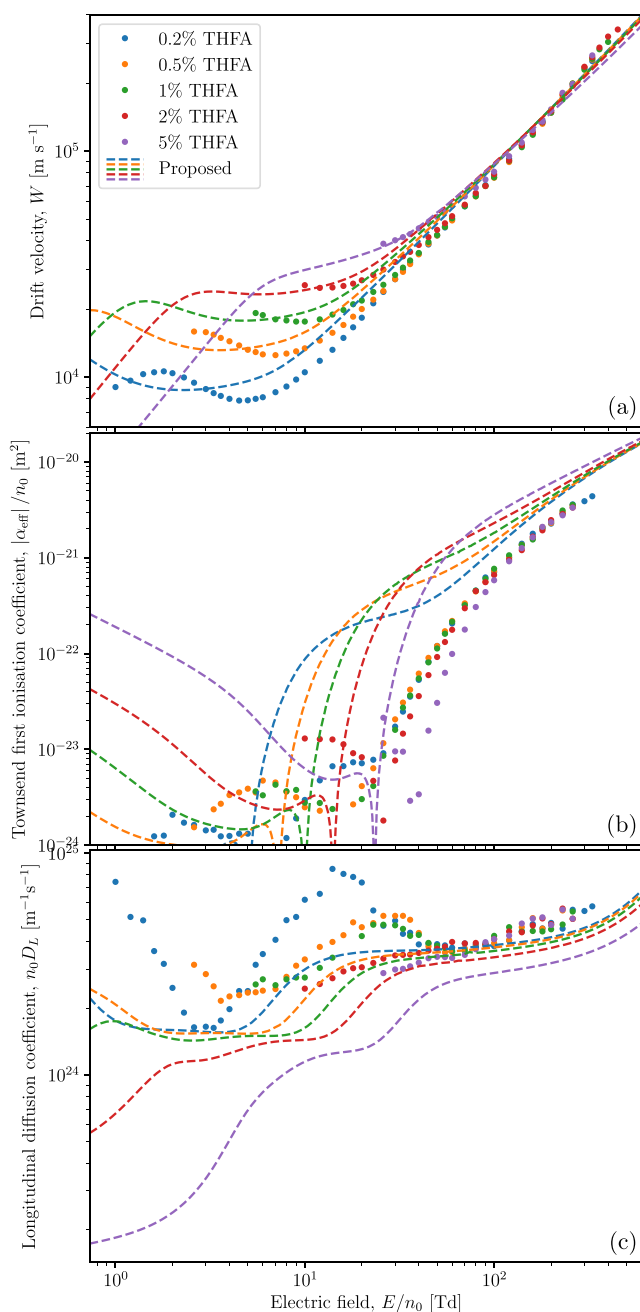 0.2% THFA
0.5% THFA
1% THFA
2% THFA
5% THFA
Proposed
10⁵
10⁴
Drift velocity, W [m s⁻¹]
(a)
10⁻²⁰
10⁻²¹
10⁻²²
10⁻²³
10⁻²⁴
Townsend first ionisation coefficient, |α_eff|/n₀ [m²]
(b)
10²⁵
10²⁴
Longitudinal diffusion coefficient, n₀D_L [m⁻¹s⁻¹]
(c)
10⁰ 10¹ 10²
Electric field, E/n₀ [Td]